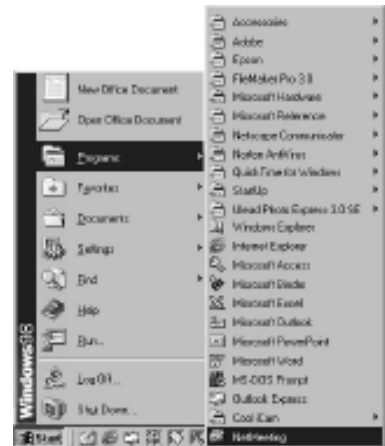 New Office Document
Open Office Document
Programs
Favorites
Documents
Settings
Find
Help
Run...
Log Off...
Shut Down...
Windows98
Start
Accessories
Adobe
Epson
FileMaker Pro 3.0
Microsoft Hardware
Microsoft Reference
Netscape Communicator
Norton AntiVirus
QuickTime for Windows
StartUp
Ulead Photo Express 3.0 SE
Windows Explorer
Internet Explorer
Microsoft Access
Microsoft Binder
Microsoft Excel
Microsoft Outlook
Microsoft PowerPoint
Microsoft Word
MS-DOS Prompt
Outlook Express
Cool iCam
NetMeeting